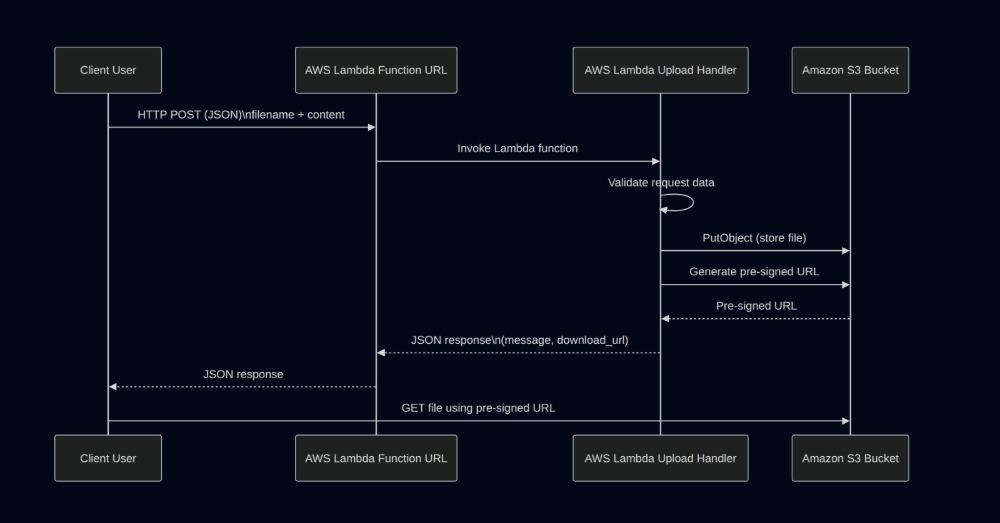 Client User
AWS Lambda Function URL
AWS Lambda Upload Handler
Amazon S3 Bucket
HTTP POST (JSON)\nfilename + content
Invoke Lambda function
Validate request data
PutObject (store file)
Generate pre-signed URL
Pre-signed URL
JSON response\n(message, download_url)
JSON response
GET file using pre-signed URL
Client User
AWS Lambda Function URL
AWS Lambda Upload Handler
Amazon S3 Bucket